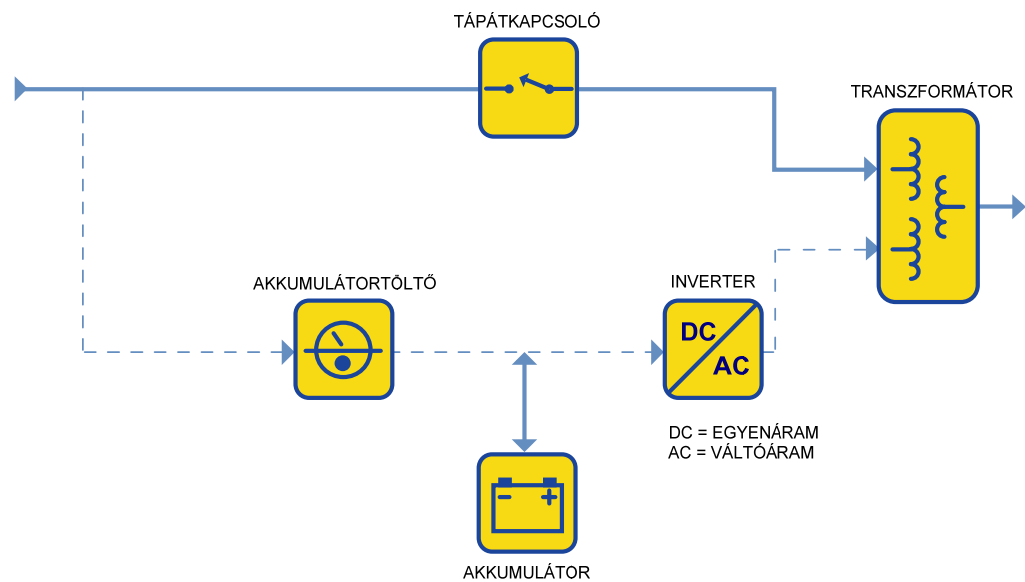 TÁPÁTKAPCSOLÓ
TRANSZFORMÁTOR
AKKUMULÁTORTÖLTŐ
INVERTER
DC
AC
DC = EGYENÁRAM
AC = VÁLTÓÁRAM
AKKUMULÁTOR